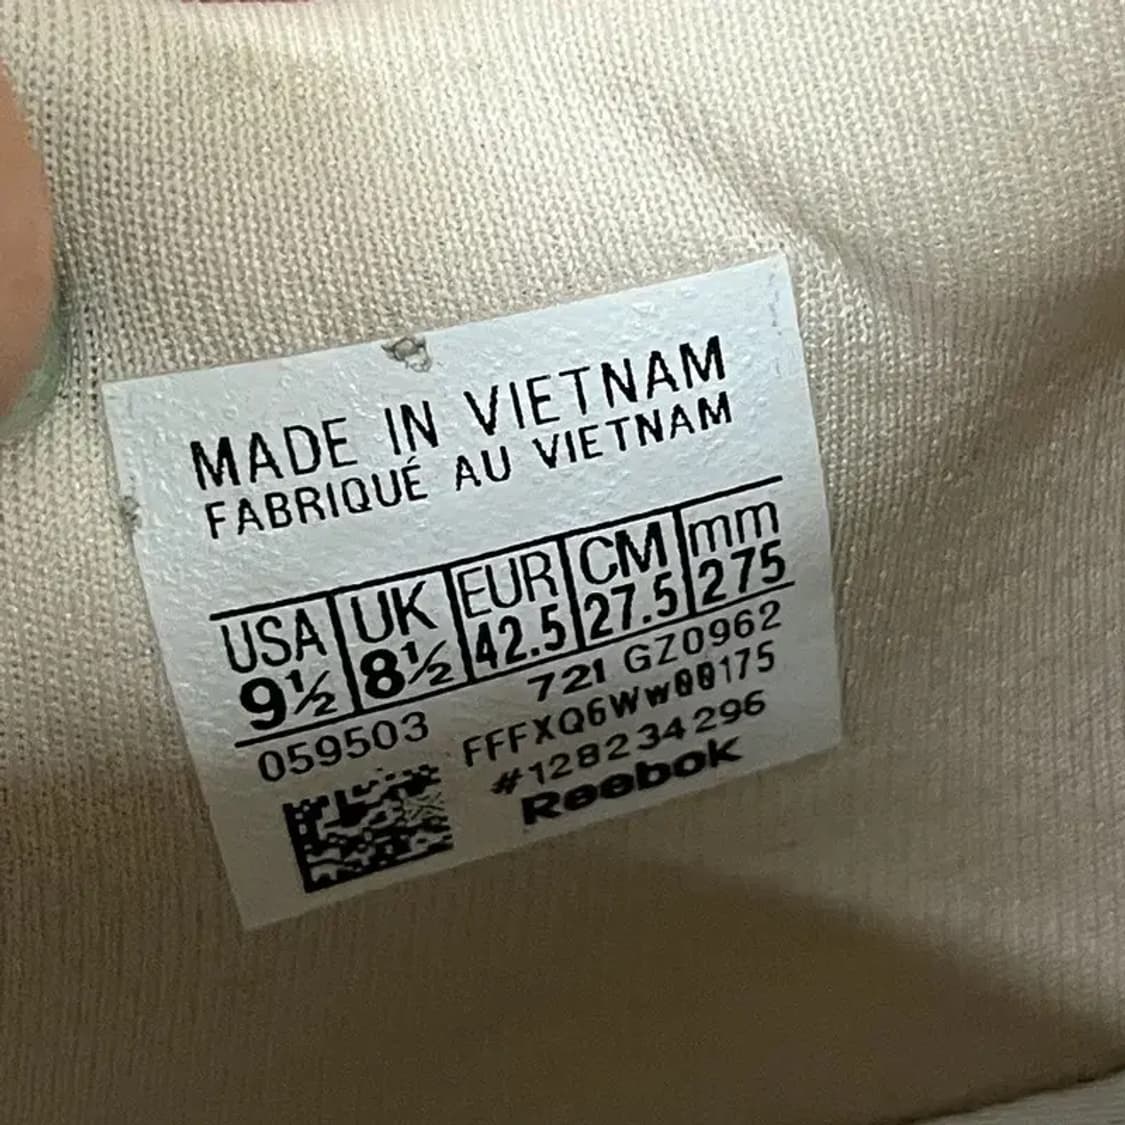 MADE IN VIETNAM
FABRIQUÉ AU VIETNAM
USA UK EUR CM mm
9½ 8½ 42.5 27.5 275
059503 721 GZ0962
FFFXQ6Ww00175
#128234296
Reebok